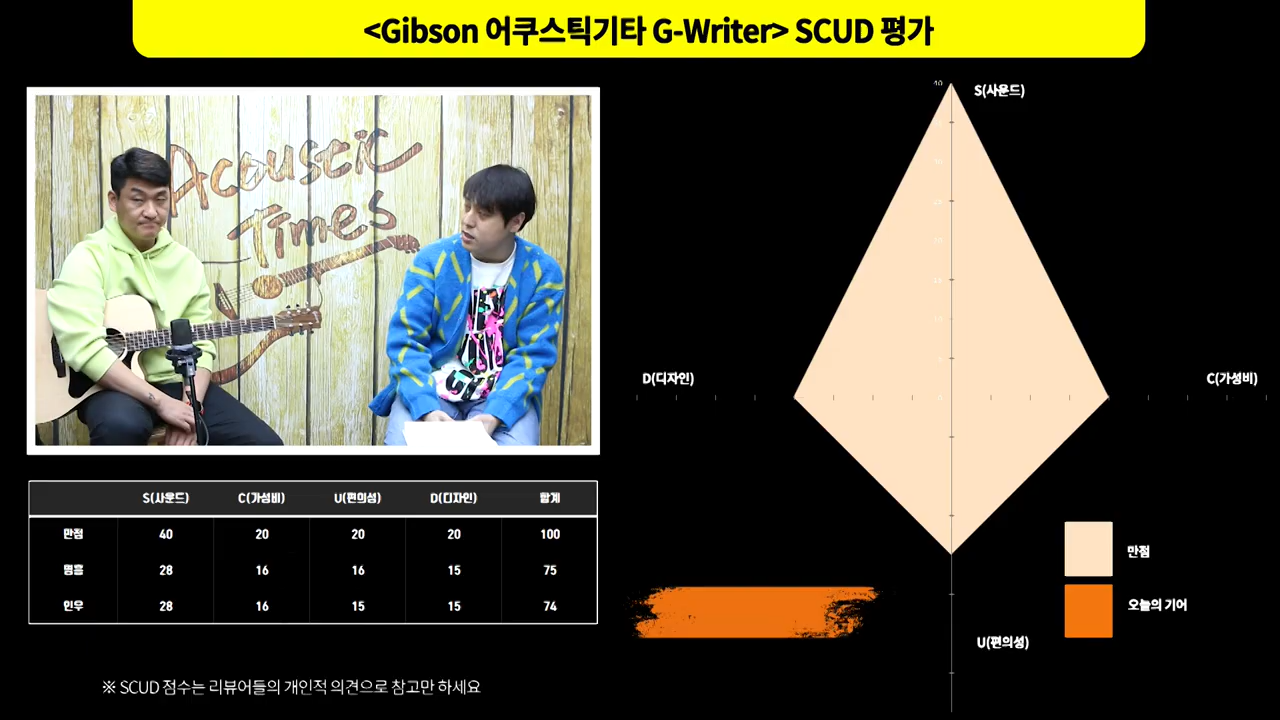 <Gibson 어쿠스틱기타 G-Writer> SCUD 평가
Acoustic
Times
S(사운드) C(가성비) U(편의성) D(디자인) 합계
만점 40 20 20 20 100
명흥 28 16 16 15 75
인우 28 16 15 15 74
※ SCUD 점수는 리뷰어들의 개인적 의견으로 참고만 하세요
40
S(사운드)
D(디자인)
C(가성비)
U(편의성)
만점
오늘의 기어